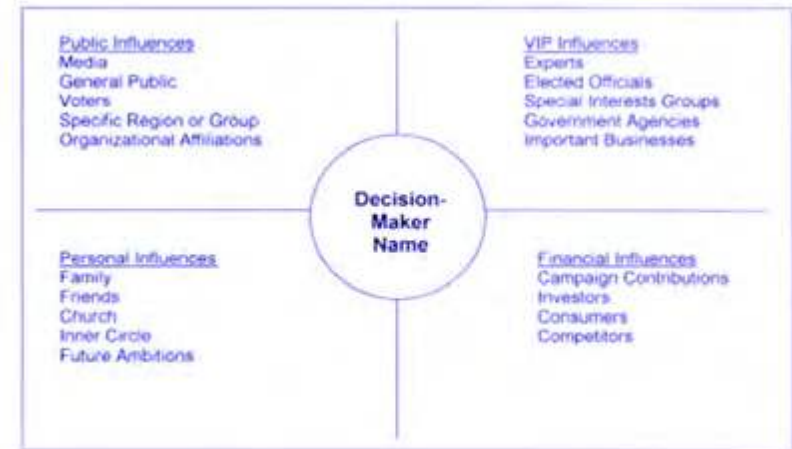 Public Influences
Media
General Public
Voters
Specific Region or Group
Organizational Affiliations
VIP Influences
Experts
Elected Officials
Special Interests Groups
Government Agencies
Important Businesses
Decision-
Maker
Name
Personal Influences
Family
Friends
Church
Inner Circle
Future Ambitions
Financial Influences
Campaign Contributions
Investors
Consumers
Competitors